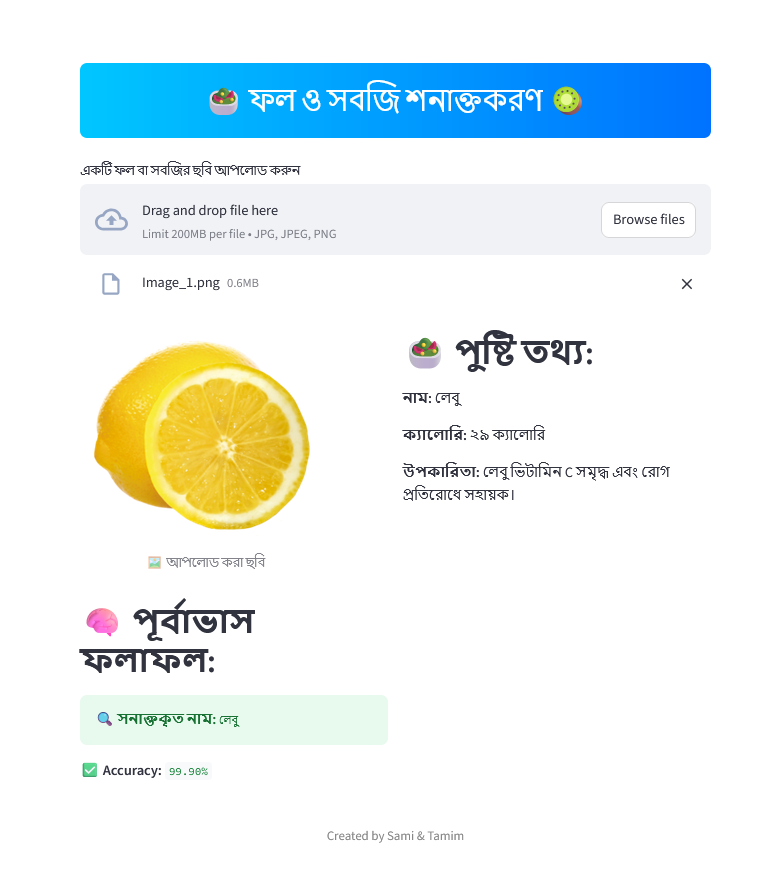 🥗 ফল ও সবজি শনাক্তকরণ 🥝
একটি ফল বা সবজির ছবি আপলোড করুন
Drag and drop file here
Limit 200MB per file • JPG, JPEG, PNG
Browse files
Image_1.png 0.6MB
🥗 পুষ্টি তথ্য:
নাম: লেবু
ক্যালোরি: ২৯ ক্যালোরি
উপকারিতা: লেবু ভিটামিন C সমৃদ্ধ এবং রোগ
প্রতিরোধে সহায়ক।
🖼️ আপলোড করা ছবি
🧠 পূর্বাভাস
ফলাফল:
🔍 সনাক্তকৃত নাম: লেবু
✅ Accuracy: 99.90%
Created by Sami & Tamim